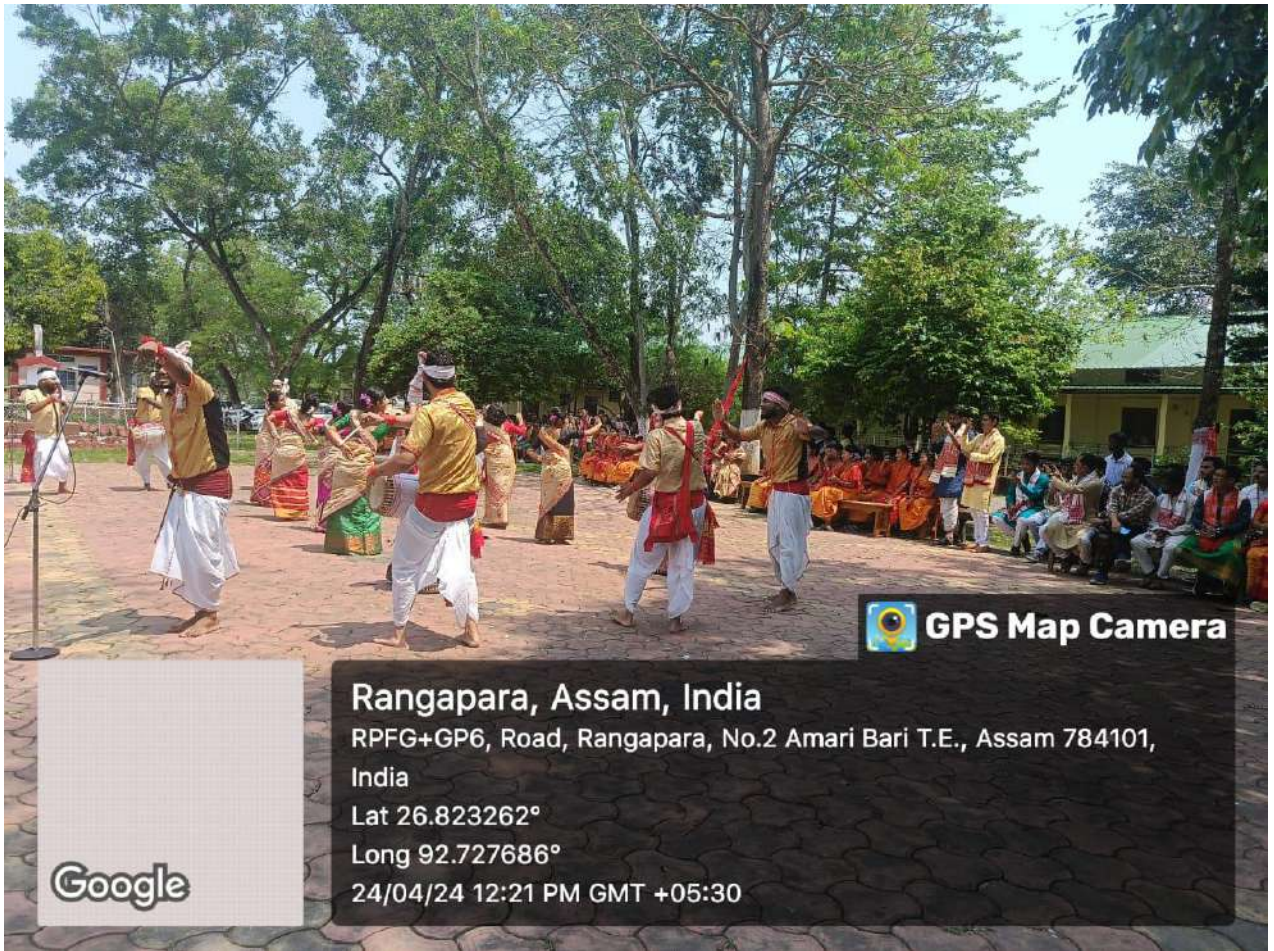 GPS Map Camera
Rangapara, Assam, India
RPFG+GP6, Road, Rangapara, No.2 Amari Bari T.E., Assam 784101,
India
Lat 26.823262°
Long 92.727686°
24/04/24 12:21 PM GMT +05:30
Google